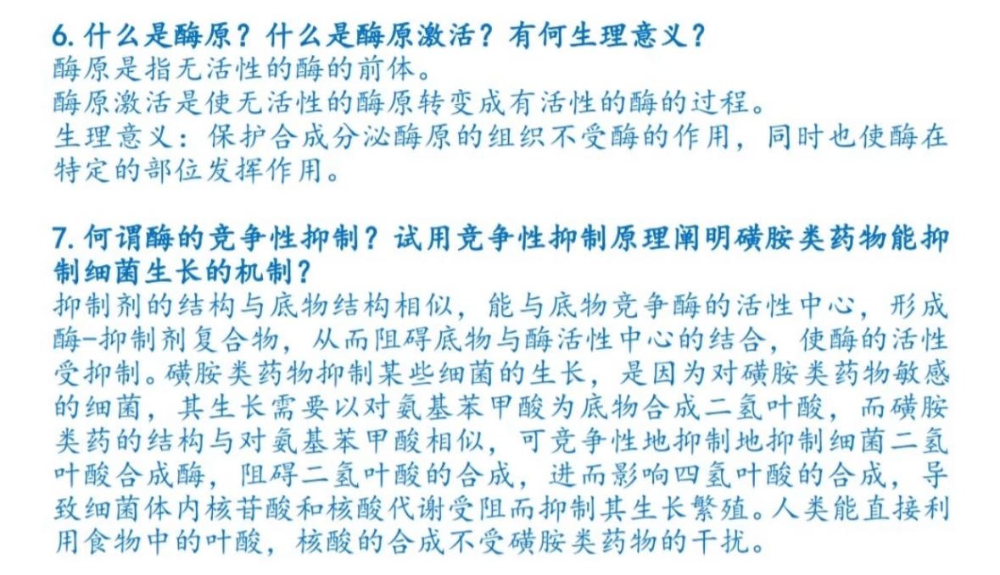 6.什么是酶原？什么是酶原激活？有何生理意义？
酶原是指无活性的酶的前体。
酶原激活是使无活性的酶原转变成有活性的酶的过程。
生理意义：保护合成分泌酶原的组织不受酶的作用，同时也使酶在
特定的部位发挥作用。
7.何谓酶的竞争性抑制？试用竞争性抑制原理阐明磺胺类药物能抑
制细菌生长的机制？
抑制剂的结构与底物结构相似，能与底物竞争酶的活性中心，形成
酶-抑制剂复合物，从而阻碍底物与酶活性中心的结合，使酶的活性
受抑制。磺胺类药物抑制某些细菌的生长，是因为对磺胺类药物敏感
的细菌，其生长需要以对氨基苯甲酸为底物合成二氢叶酸，而磺胺
类药的结构与对氨基苯甲酸相似，可竞争性地抑制地抑制细菌二氢
叶酸合成酶，阻碍二氢叶酸的合成，进而影响四氢叶酸的合成，导
致细菌体内核苷酸和核酸代谢受阻而抑制其生长繁殖。人类能直接利
用食物中的叶酸，核酸的合成不受磺胺类药物的干扰。